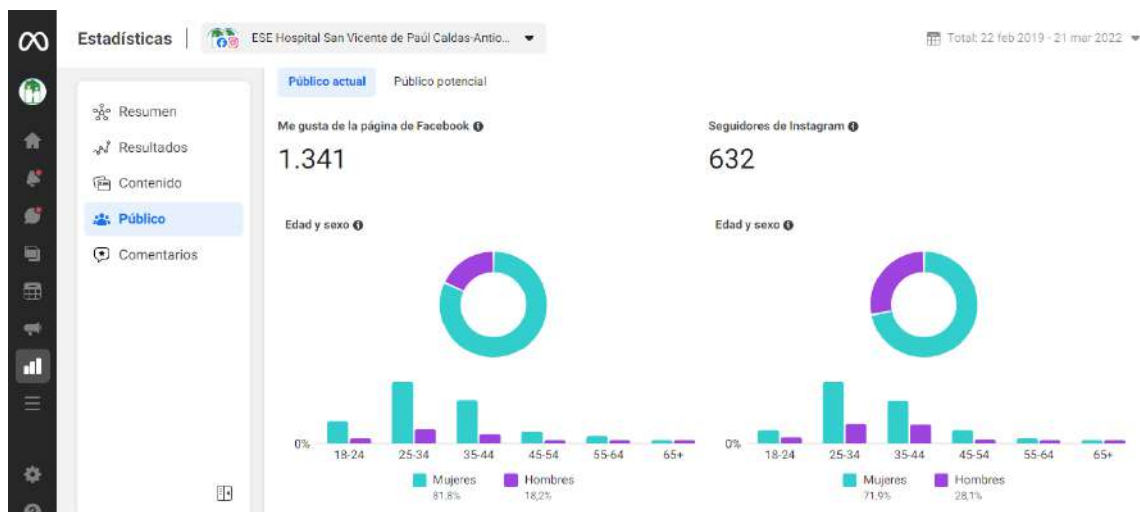 Estadísticas
ESE Hospital San Vicente de Paúl Caldas-Antio...
Total: 22 feb 2019 - 21 mar 2022
Resumen
Resultados
Contenido
Público
Comentarios
Público actual Público potencial
Me gusta de la página de Facebook
1.341
Edad y sexo
0%
18-24 25-34 35-44 45-54 55-64 65+
Mujeres Hombres
81,8% 18,2%
Seguidores de Instagram
632
Edad y sexo
0%
18-24 25-34 35-44 45-54 55-64 65+
Mujeres Hombres
71,9% 28,1%